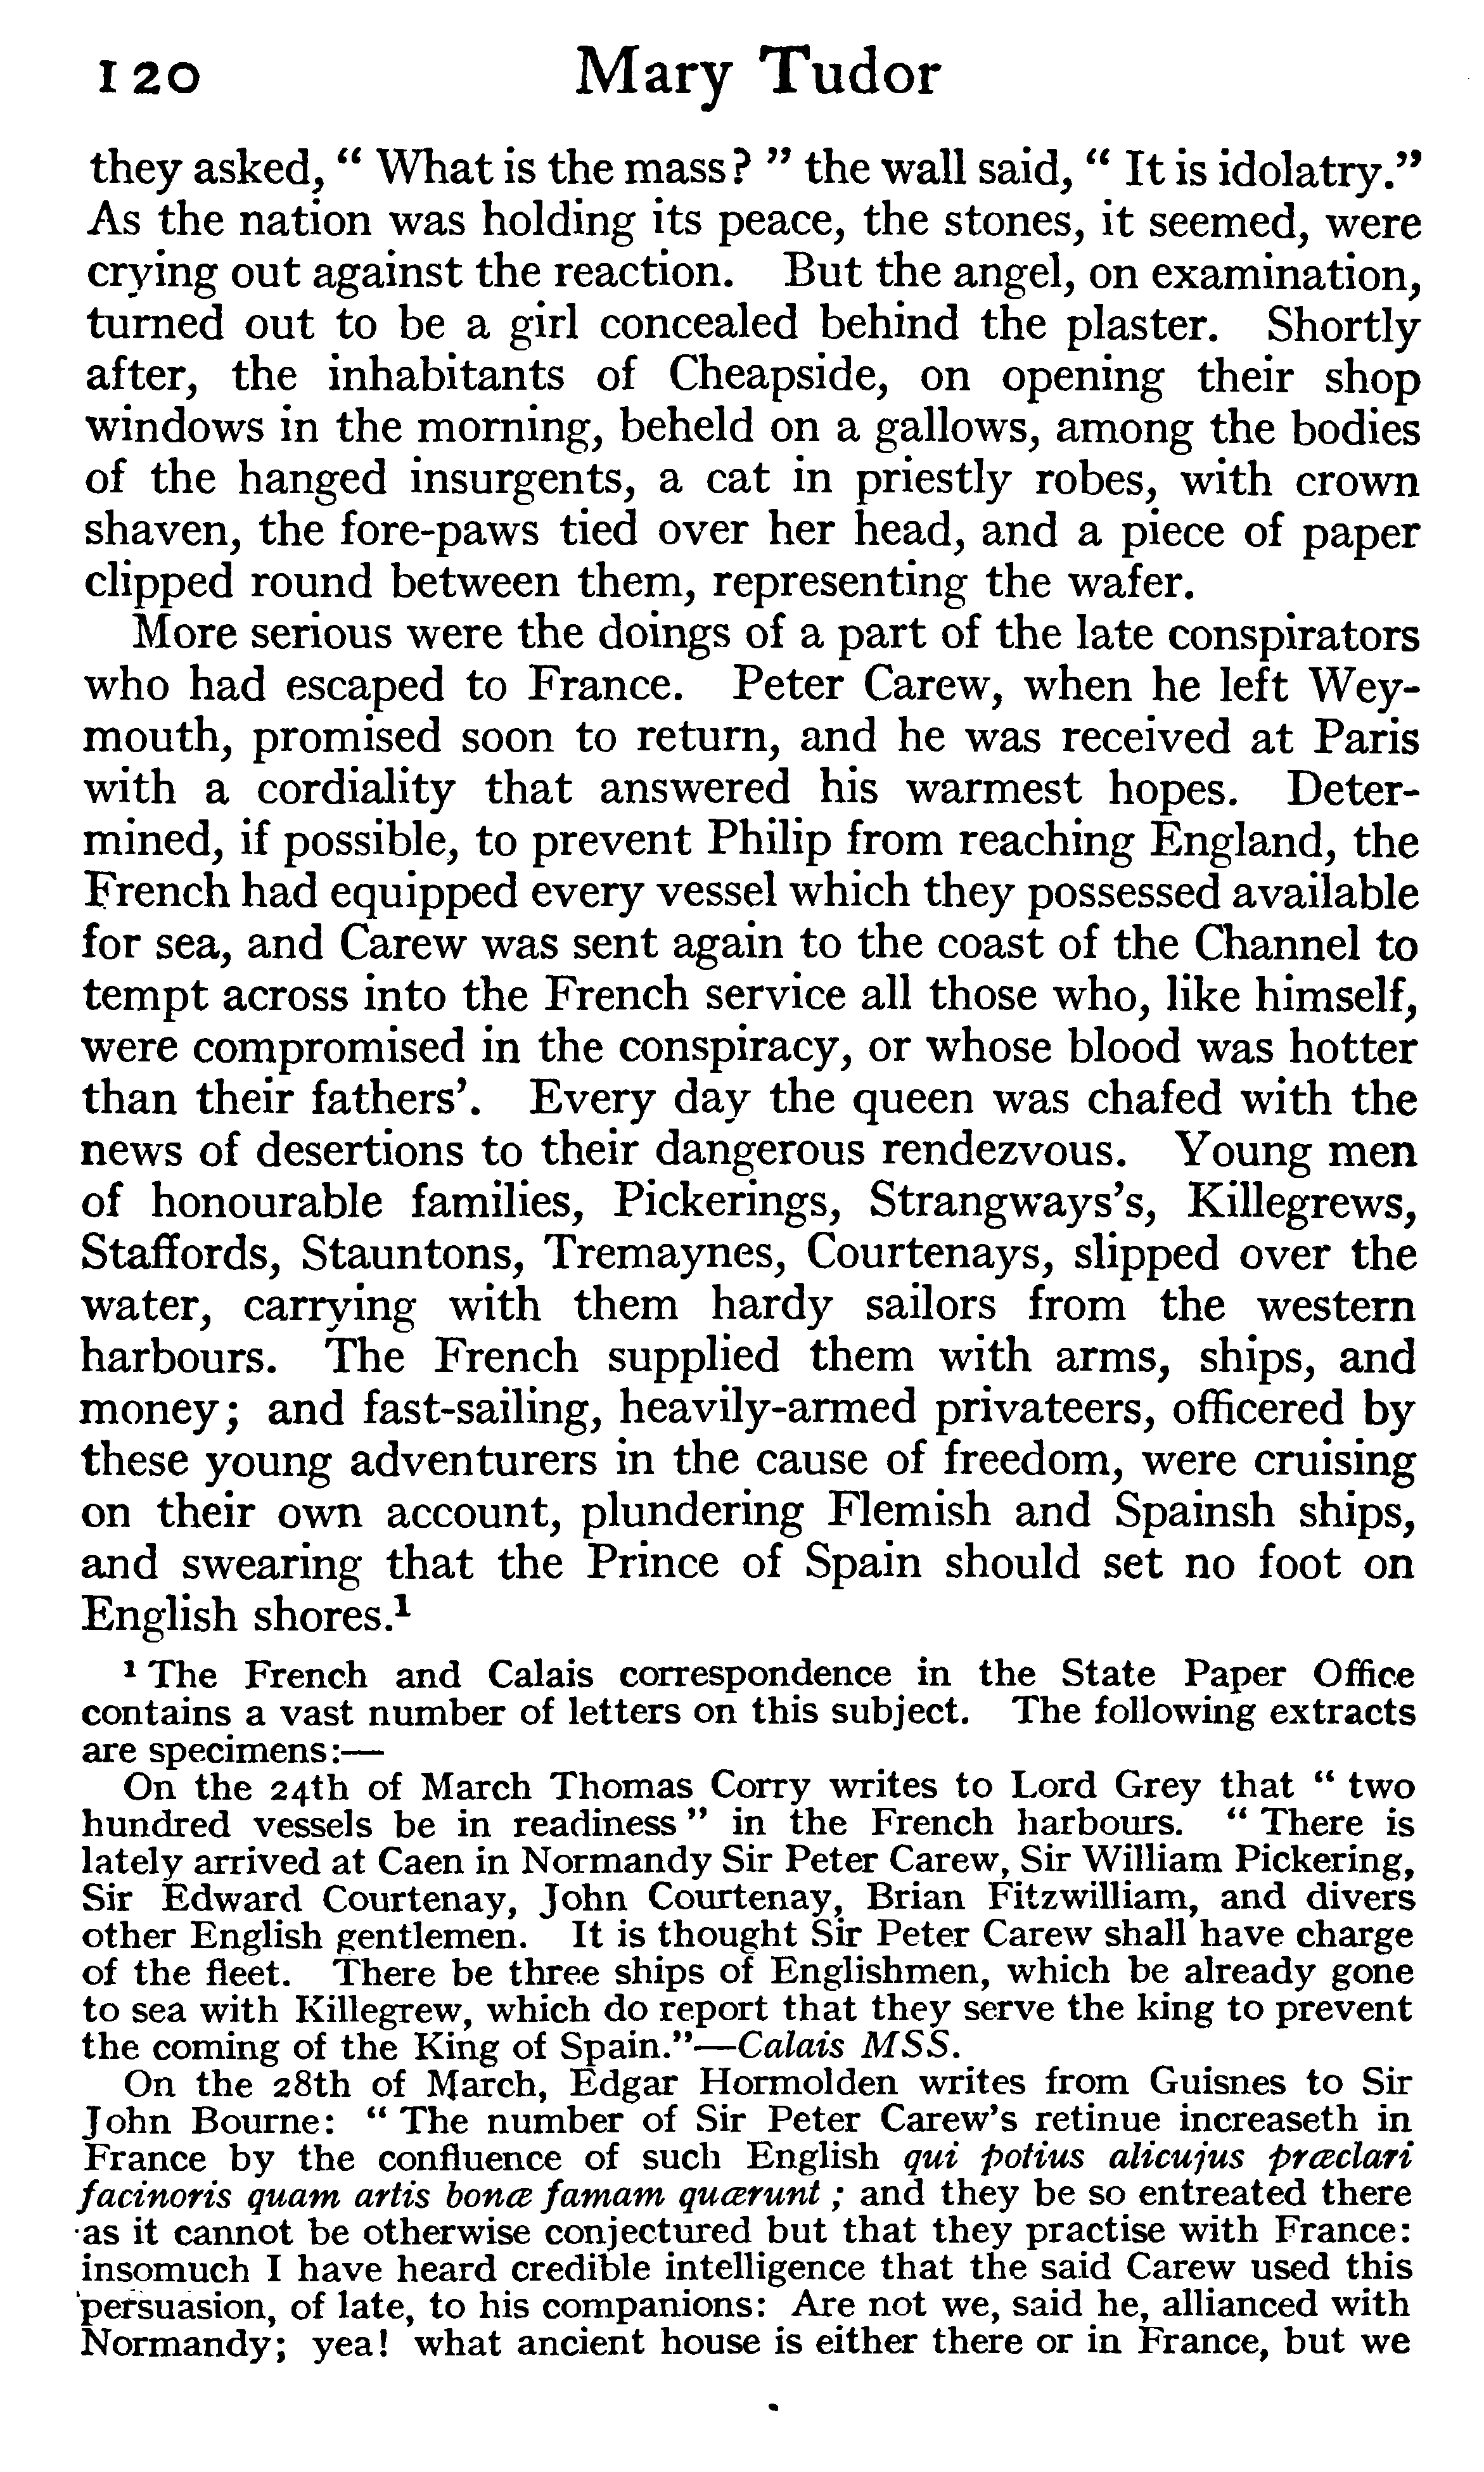 120 Mary Tudor
they asked, “ What is the mass? ” the wall said, “ It is idolatry.”
As the nation was holding its peace, the stones, it seemed, were
crying out against the reaction. But the angel, on examination,
turned out to be a girl concealed behind the plaster. Shortly
after, the inhabitants of Cheapside, on opening their shop
windows in the morning, beheld on a gallows, among the bodies
of the hanged insurgents, a cat in priestly robes, with crown
shaven, the fore-paws tied over her head, and a piece of paper
clipped round between them, representing the wafer.
More serious were the doings of a part of the late conspirators
who had escaped to France. Peter Carew, when he left Wey-
mouth, promised soon to return, and he was received at Paris
with a cordiality that answered his warmest hopes. Deter-
mined, if possible, to prevent Philip from reaching England, the
French had equipped every vessel which they possessed available
for sea, and Carew was sent again to the coast of the Channel to
tempt across into the French service all those who, like himself,
were compromised in the conspiracy, or whose blood was hotter
than their fathers’. Every day the queen was chafed with the
news of desertions to their dangerous rendezvous. Young men
of honourable families, Pickerings, Strangways’s, Killegrews,
Staffords, Stauntons, Tremaynes, Courtenays, slipped over the
water, carrying with them hardy sailors from the western
harbours. The French supplied them with arms, ships, and
money; and fast-sailing, heavily-armed privateers, officered by
these young adventurers in the cause of freedom, were cruising
on their own account, plundering Flemish and Spainsh ships,
and swearing that the Prince of Spain should set no foot on
English shores.¹
¹ The French and Calais correspondence in the State Paper Office
contains a vast number of letters on this subject. The following extracts
are specimens:—
On the 24th of March Thomas Corry writes to Lord Grey that “ two
hundred vessels be in readiness ” in the French harbours. “ There is
lately arrived at Caen in Normandy Sir Peter Carew, Sir William Pickering,
Sir Edward Courtenay, John Courtenay, Brian Fitzwilliam, and divers
other English gentlemen. It is thought Sir Peter Carew shall have charge
of the fleet. There be three ships of Englishmen, which be already gone
to sea with Killegrew, which do report that they serve the king to prevent
the coming of the King of Spain.”—Calais MSS.
On the 28th of March, Edgar Hormolden writes from Guisnes to Sir
John Bourne: “ The number of Sir Peter Carew’s retinue increaseth in
France by the confluence of such English qui potius alicujus præclari
facinoris quam artis bonæ famam quærunt ; and they be so entreated there
as it cannot be otherwise conjectured but that they practise with France:
insomuch I have heard credible intelligence that the said Carew used this
persuasion, of late, to his companions: Are not we, said he, allianced with
Normandy; yea! what ancient house is either there or in France, but we